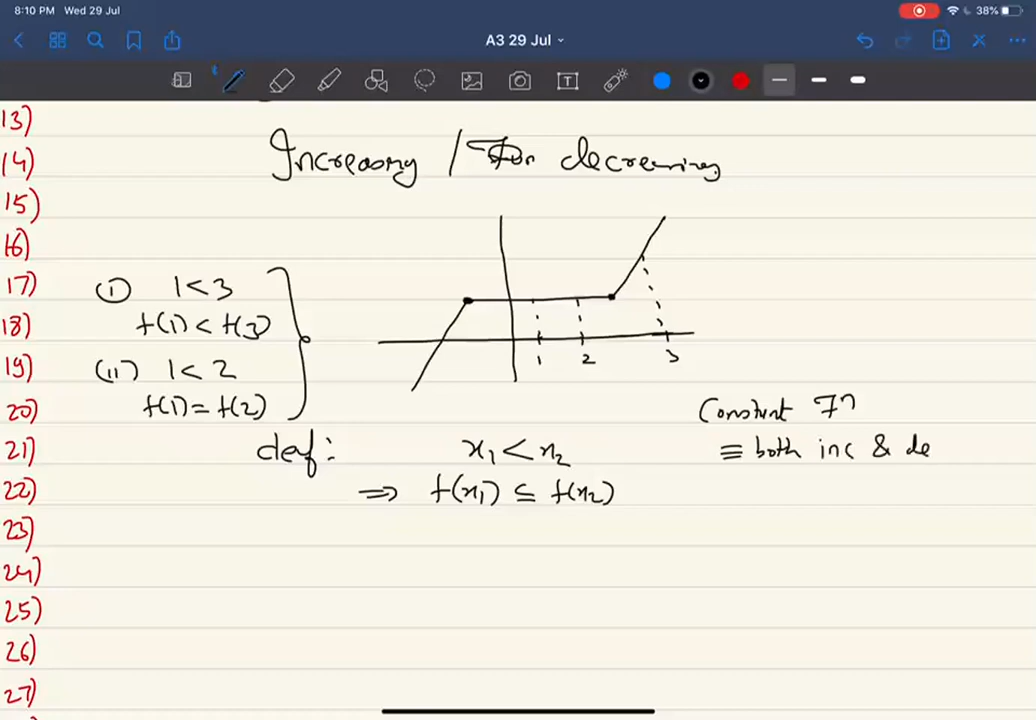 8:10 PM Wed 29 Jul
38%
A3 29 Jul
T
13)
14) Increasing / decreasing
15)
16)
17) (i) 1<3
18) f(1) < f(3)
1 2 3
19) (ii) 1<2
20) f(1) = f(2)
Constant
21) def: x₁ < x₂
≡ both inc & de
22) ⟹ f(x₁) ≤ f(x₂)
23)
24)
25)
26)
27)